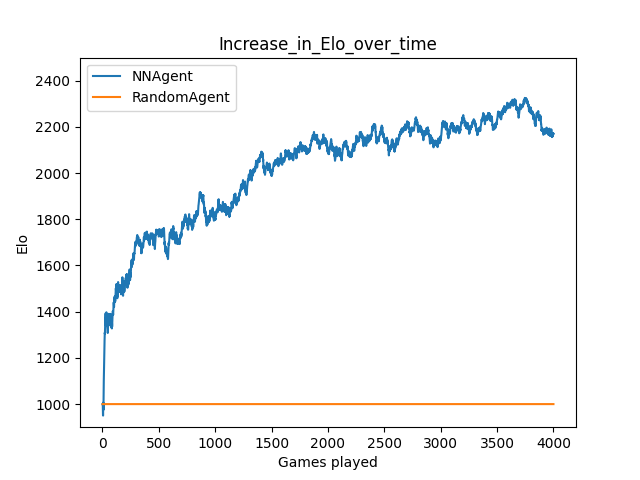 Increase_in_Elo_over_time
NNAgent
RandomAgent
2400
2200
2000
1800
1600
1400
1200
1000
Elo
0 500 1000 1500 2000 2500 3000 3500 4000
Games played